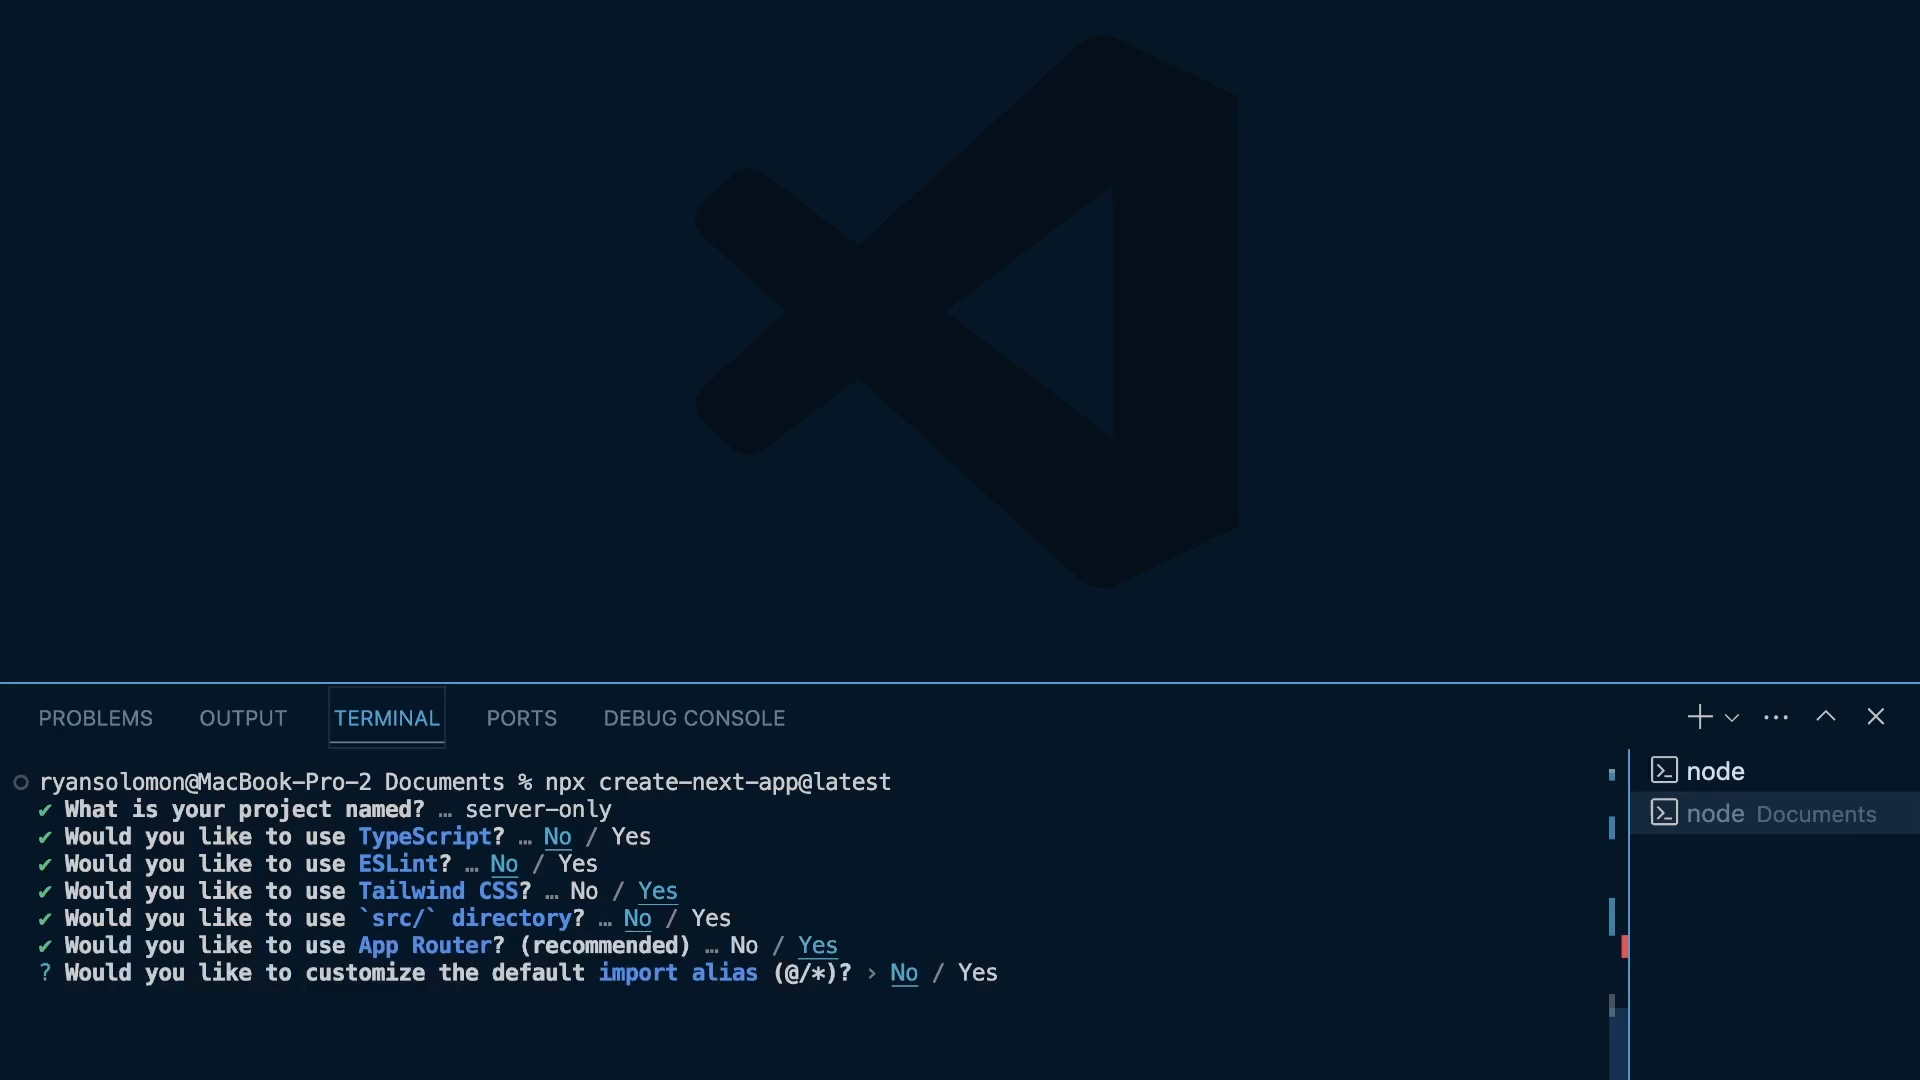 PROBLEMS OUTPUT TERMINAL PORTS DEBUG CONSOLE
ryansolomon@MacBook-Pro-2 Documents % npx create-next-app@latest
✔ What is your project named? … server-only
✔ Would you like to use TypeScript? … No / Yes
✔ Would you like to use ESLint? … No / Yes
✔ Would you like to use Tailwind CSS? … No / Yes
✔ Would you like to use `src/` directory? … No / Yes
✔ Would you like to use App Router? (recommended) … No / Yes
? Would you like to customize the default import alias (@/*)? › No / Yes
node
node Documents